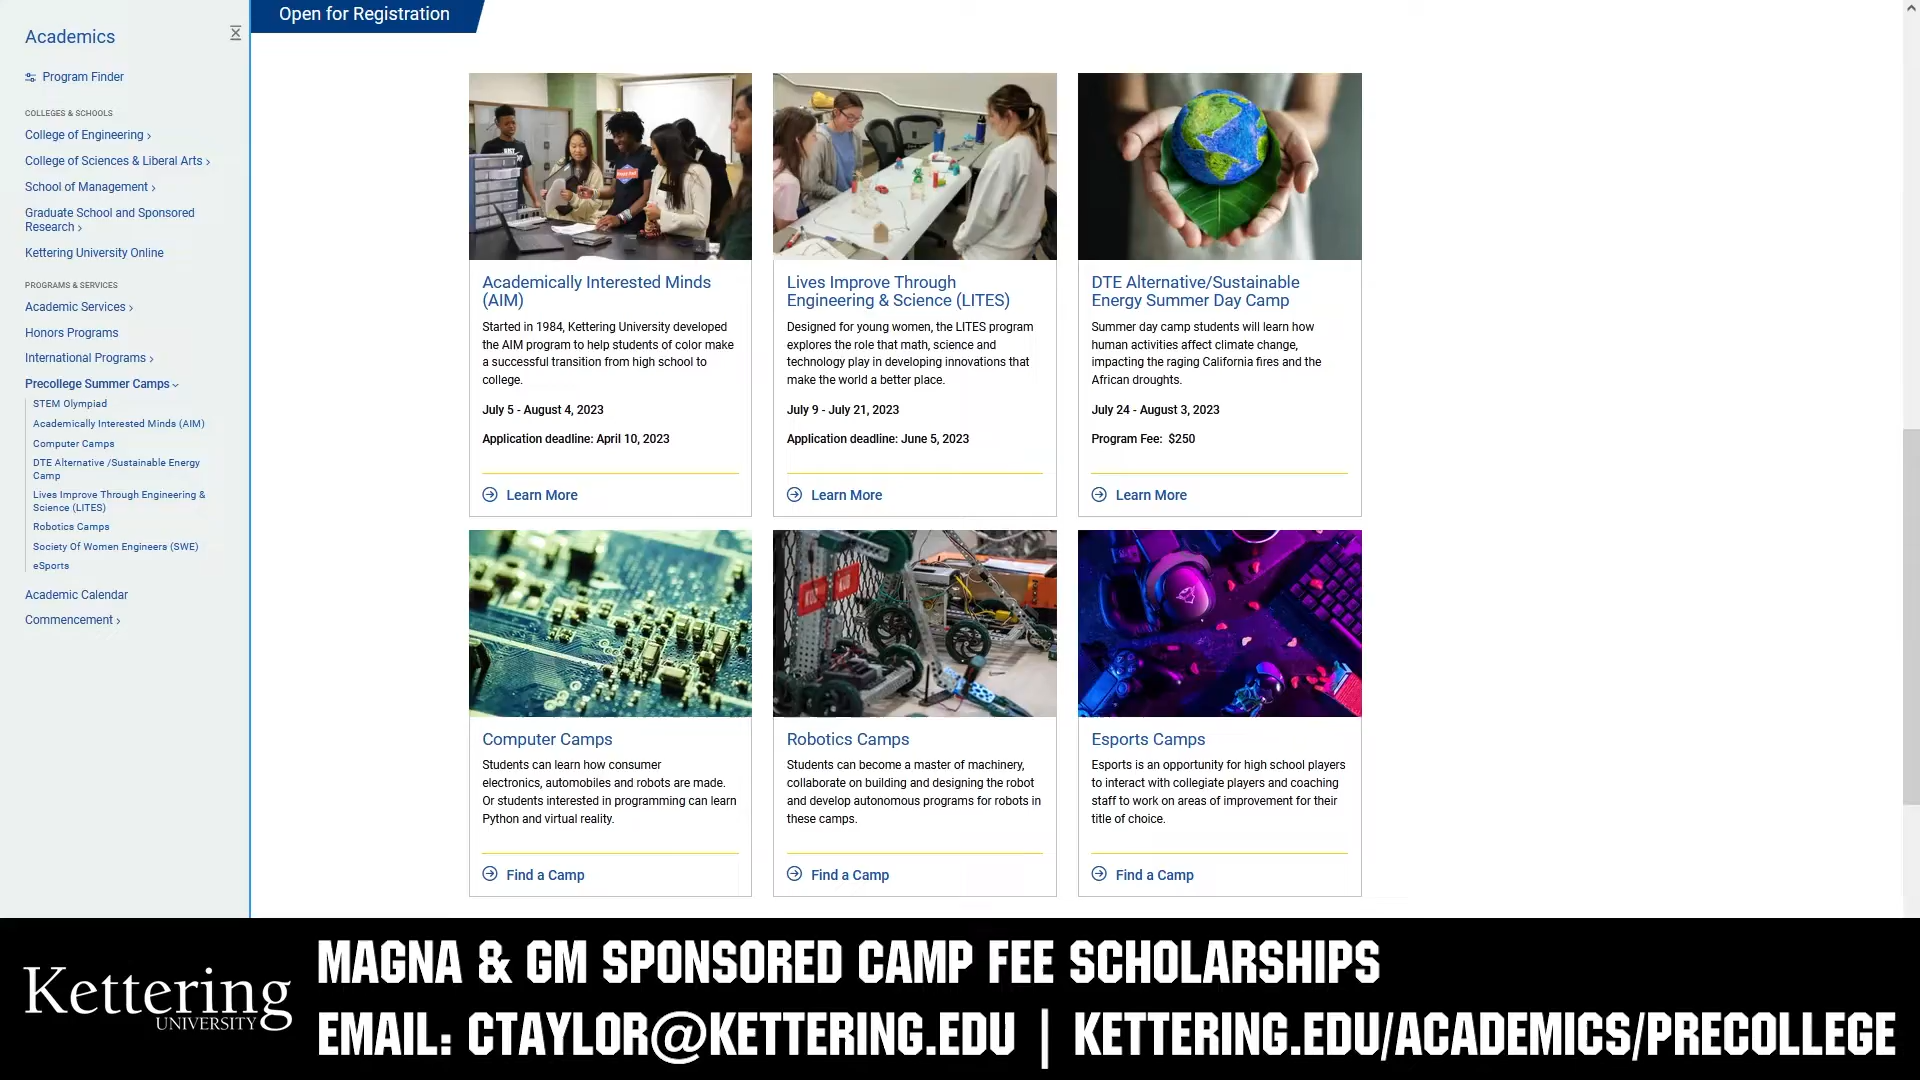 Academics
Program Finder
COLLEGES & SCHOOLS
College of Engineering
College of Sciences & Liberal Arts
School of Management
Graduate School and Sponsored
Research
Kettering University Online
PROGRAMS & SERVICES
Academic Services
Honors Programs
International Programs
Precollege Summer Camps
STEM Olympiad
Academically Interested Minds (AIM)
Computer Camps
DTE Alternative /Sustainable Energy
Camp
Lives Improve Through Engineering &
Science (LITES)
Robotics Camps
Society Of Women Engineers (SWE)
eSports
Academic Calendar
Commencement
Open for Registration
Academically Interested Minds
(AIM)
Started in 1984, Kettering University developed
the AIM program to help students of color make
a successful transition from high school to
college.
July 5 - August 4, 2023
Application deadline: April 10, 2023
Learn More
Lives Improve Through
Engineering & Science (LITES)
Designed for young women, the LITES program
explores the role that math, science and
technology play in developing innovations that
make the world a better place.
July 9 - July 21, 2023
Application deadline: June 5, 2023
Learn More
DTE Alternative/Sustainable
Energy Summer Day Camp
Summer day camp students will learn how
human activities affect climate change,
impacting the raging California fires and the
African droughts.
July 24 - August 3, 2023
Program Fee: $250
Learn More
Computer Camps
Students can learn how consumer
electronics, automobiles and robots are made.
Or students interested in programming can learn
Python and virtual reality.
Find a Camp
Robotics Camps
Students can become a master of machinery,
collaborate on building and designing the robot
and develop autonomous programs for robots in
these camps.
Find a Camp
Esports Camps
Esports is an opportunity for high school players
to interact with collegiate players and coaching
staff to work on areas of improvement for their
title of choice.
Find a Camp
Kettering
UNIVERSITY
MAGNA & GM SPONSORED CAMP FEE SCHOLARSHIPS
EMAIL: CTAYLOR@KETTERING.EDU | KETTERING.EDU/ACADEMICS/PRECOLLEGE